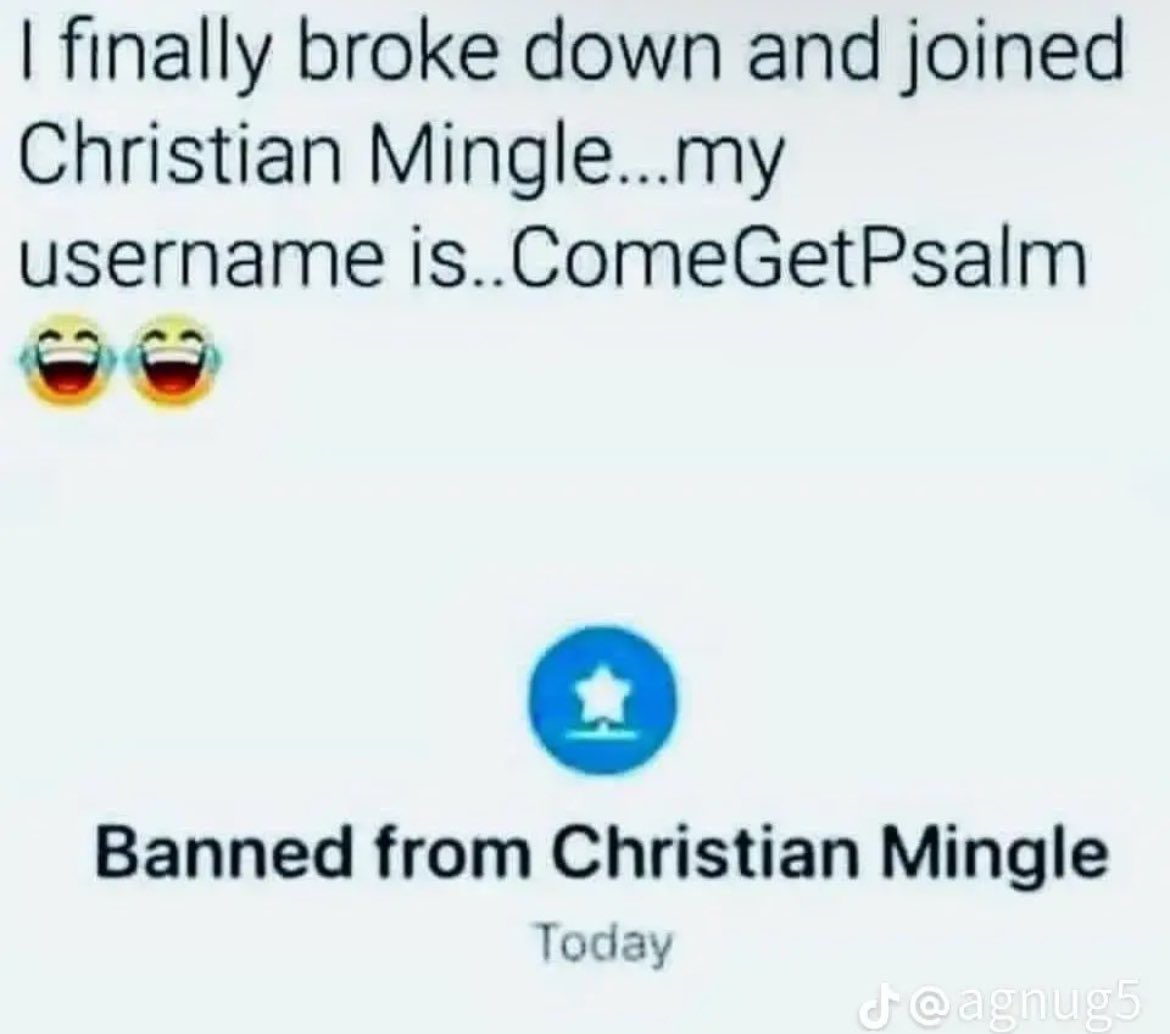 I finally broke down and joined
Christian Mingle...my
username is..ComeGetPsalm
😂😂
Banned from Christian Mingle
Today
@agnug5